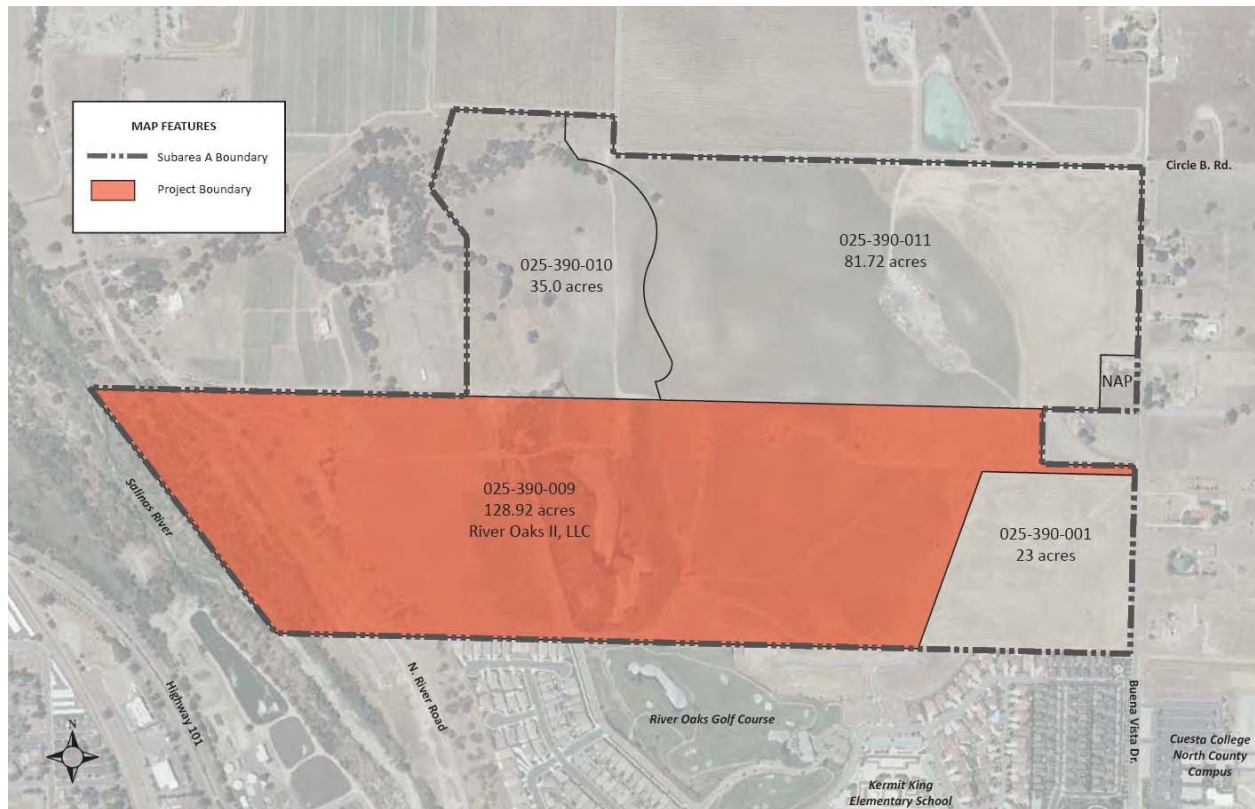 MAP FEATURES
Subarea A Boundary
Project Boundary
Circle B. Rd.
025-390-010
35.0 acres
025-390-011
81.72 acres
NAP
025-390-009
128.92 acres
River Oaks II, LLC
025-390-001
23 acres
Salinas River
Highway 101
N. River Road
River Oaks Golf Course
Buena Vista Dr.
Kermit King
Elementary School
Cuesta College
North County
Campus
N